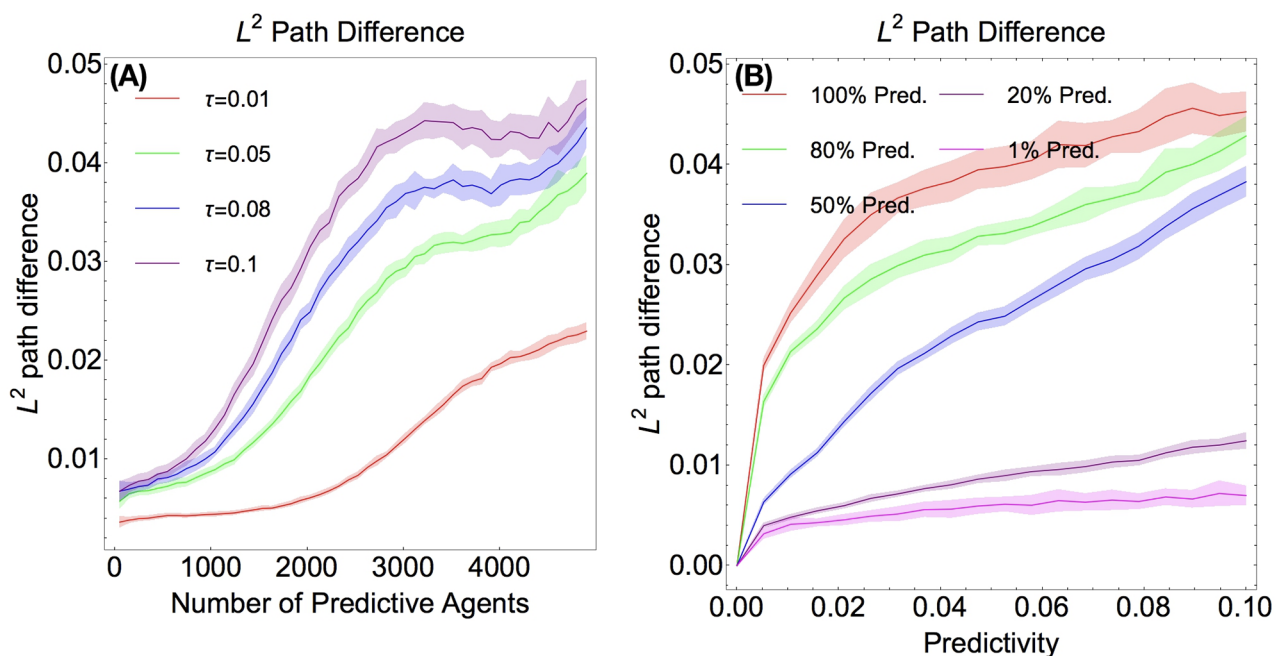 L² Path Difference
(A)
τ=0.01
τ=0.05
τ=0.08
τ=0.1
0.05
0.04
0.03
0.02
0.01
L² path difference
0 1000 2000 3000 4000
Number of Predictive Agents
L² Path Difference
(B)
100% Pred. 20% Pred.
80% Pred. 1% Pred.
50% Pred.
0.05
0.04
0.03
0.02
0.01
0.00
L² path difference
0.00 0.02 0.04 0.06 0.08 0.10
Predictivity